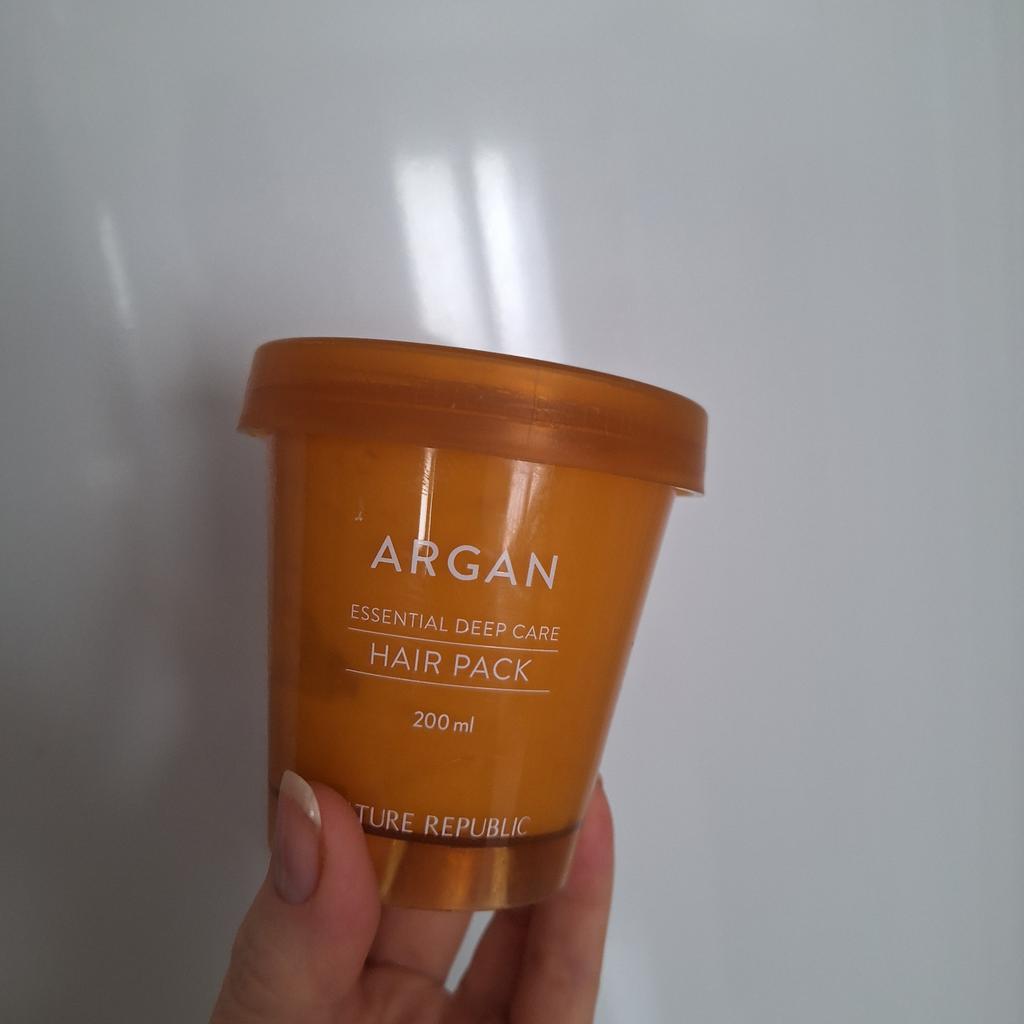 ARGAN
ESSENTIAL DEEP CARE
HAIR PACK
200 ml
TURE REPUBLIC